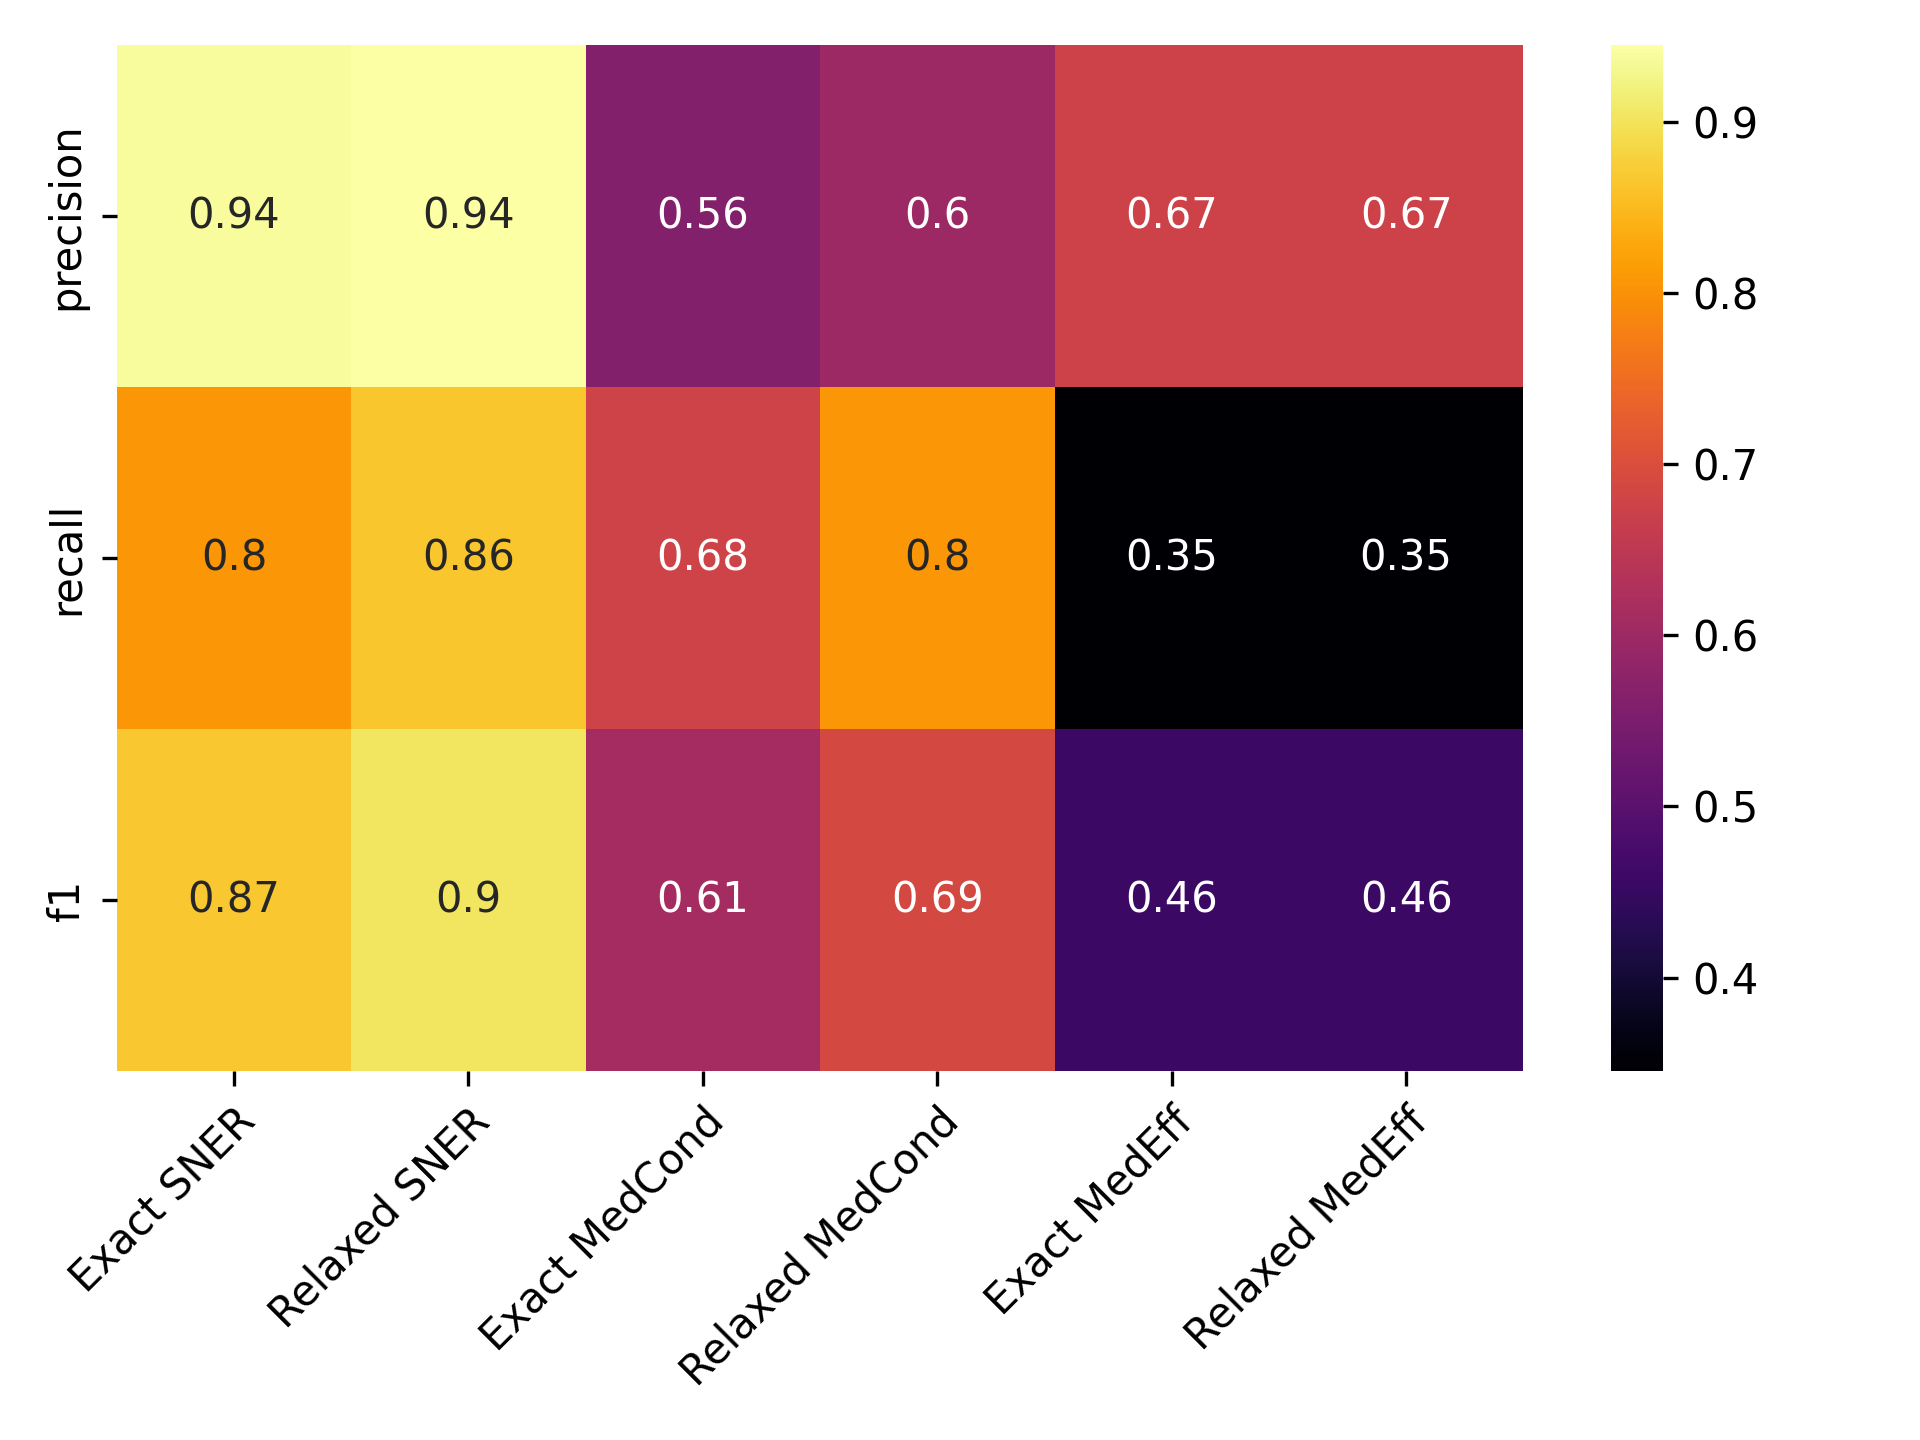 precision
0.94 0.94 0.56 0.6 0.67 0.67
recall
0.8 0.86 0.68 0.8 0.35 0.35
f1
0.87 0.9 0.61 0.69 0.46 0.46
Exact SNER
Relaxed SNER
Exact MedCond
Relaxed MedCond
Exact MedEff
Relaxed MedEff
0.9
0.8
0.7
0.6
0.5
0.4